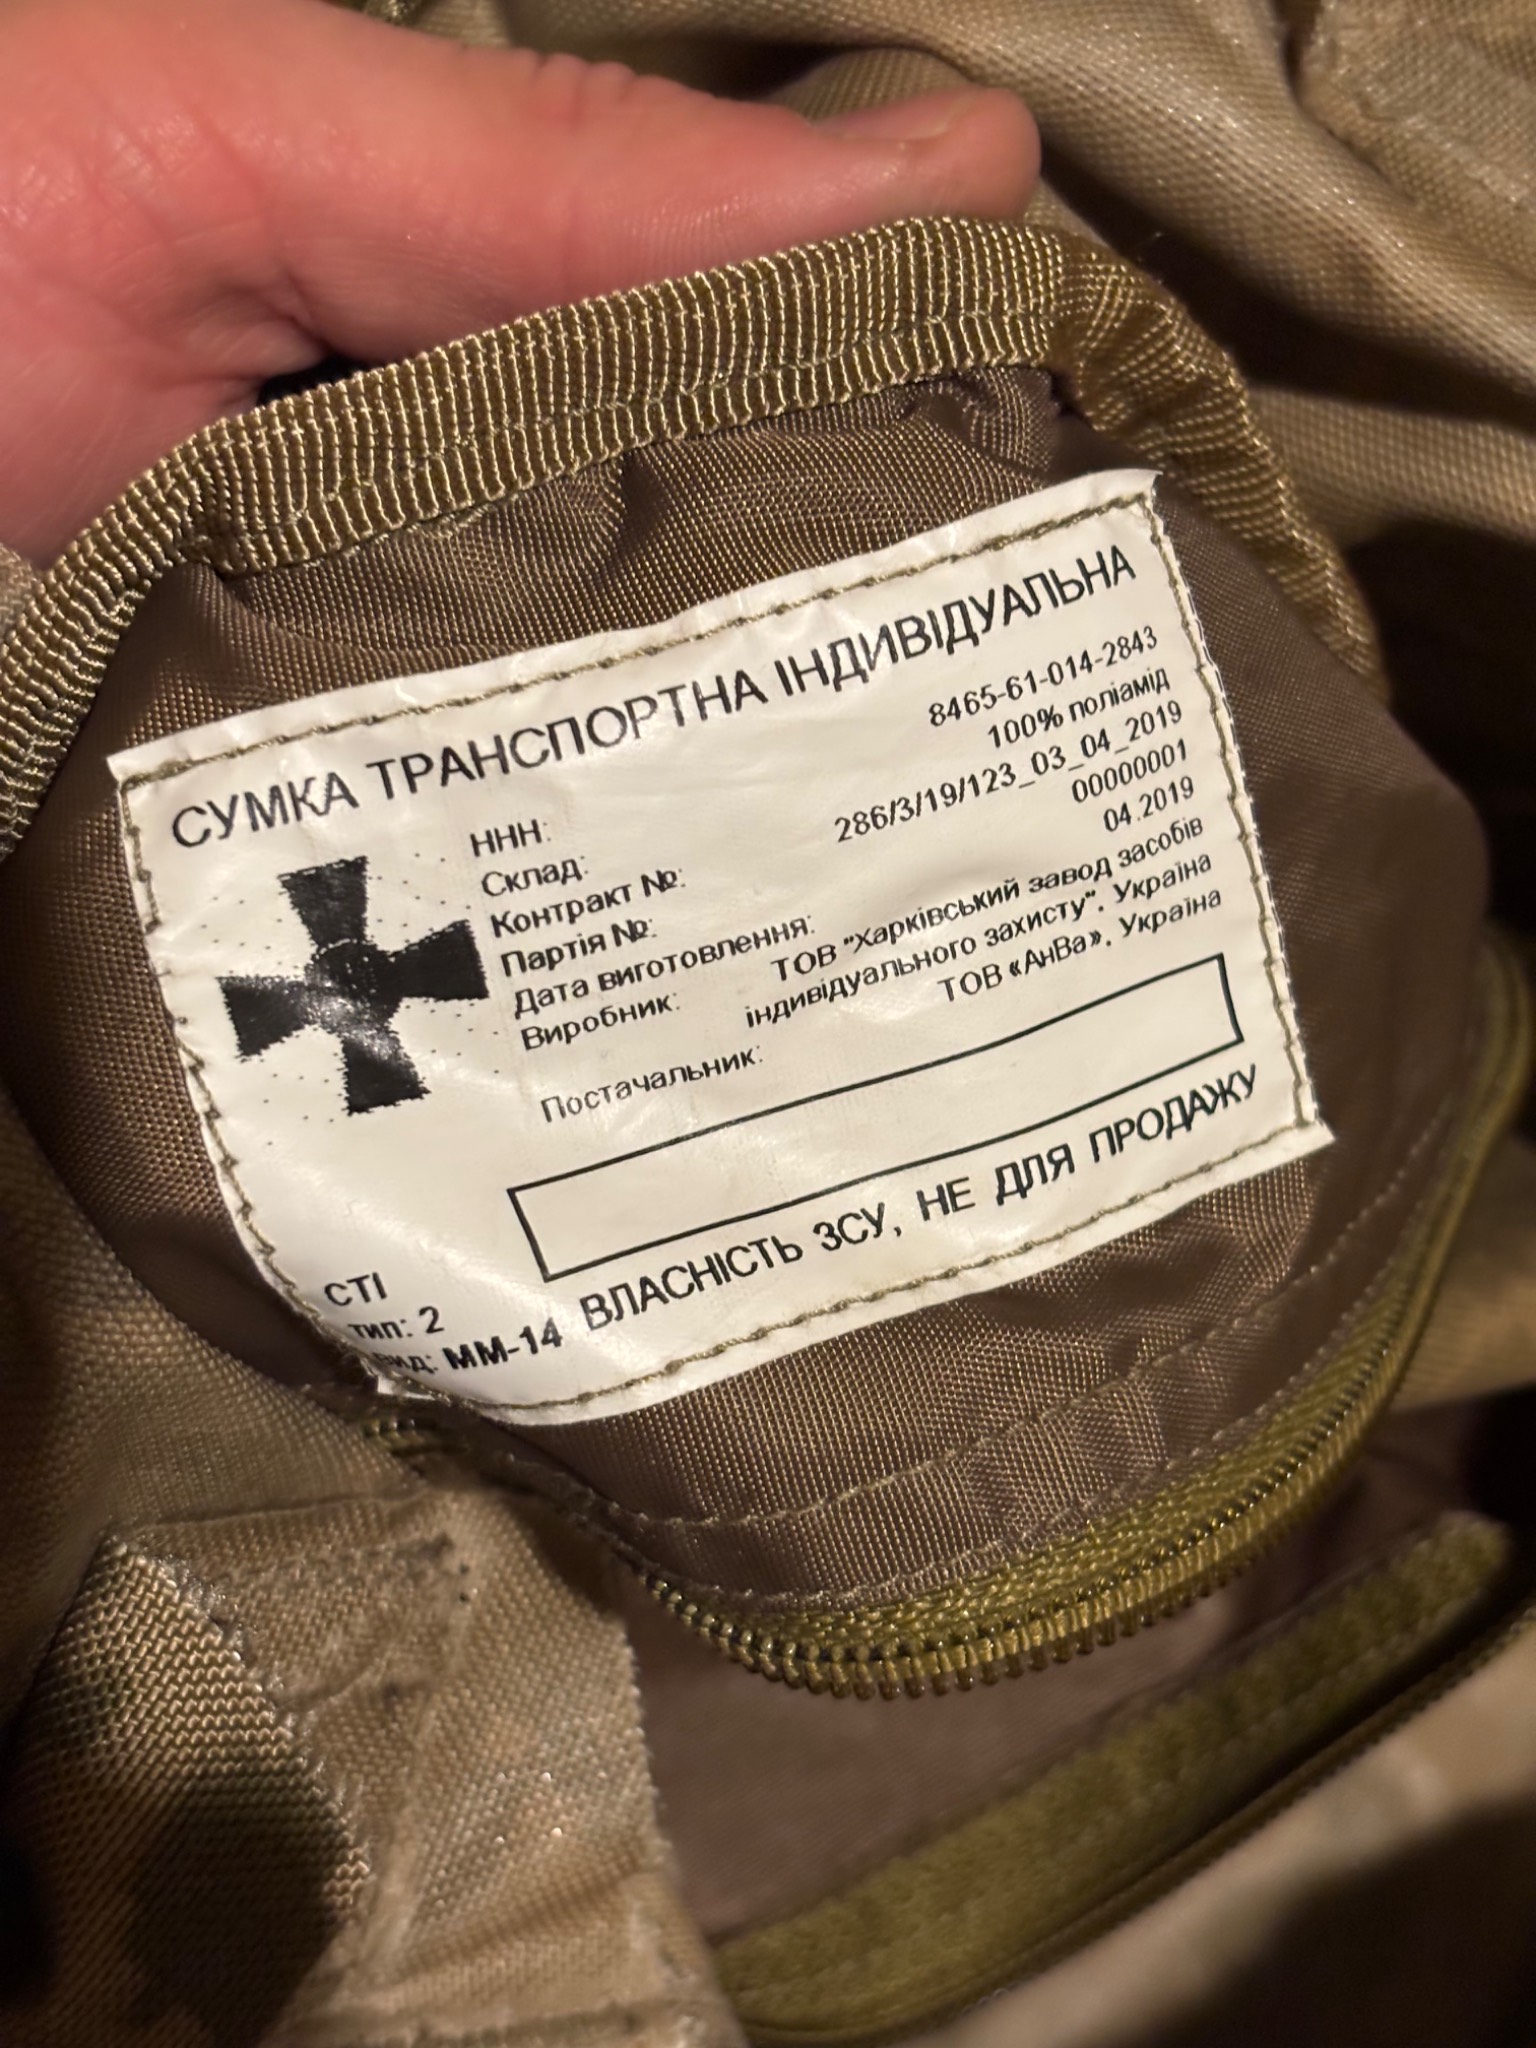 СУМКА ТРАНСПОРТНА ІНДИВІДУАЛЬНА
ННН: 8465-61-014-2843
Склад: 100% поліамід
Контракт №: 286/3/19/123_03_04_2019
Партія №: 00000001
Дата виготовлення: 04.2019
Виробник: ТОВ "Харківський завод засобів
індивідуального захисту". Україна
Постачальник: ТОВ «АнВа». Україна
СТІ
тип: 2
вид: ММ-14
ВЛАСНІСТЬ ЗСУ, НЕ ДЛЯ ПРОДАЖУ